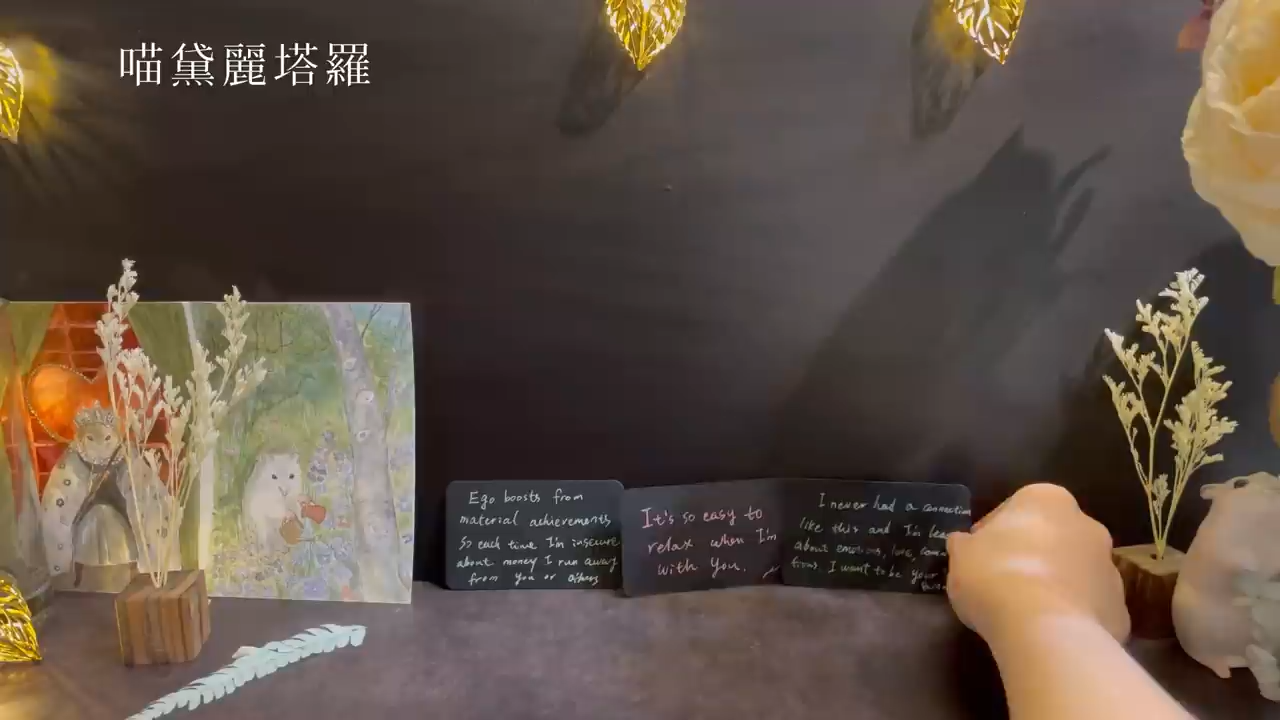 喵黛麗塔羅
Ego boosts from
material achievements
So each time I'm insecure
about money I run away
from you or others
It's so easy to
relax when I'm
with you.
I never had a connection
like this and I'm
about emotions, love,
tions. I want to be your